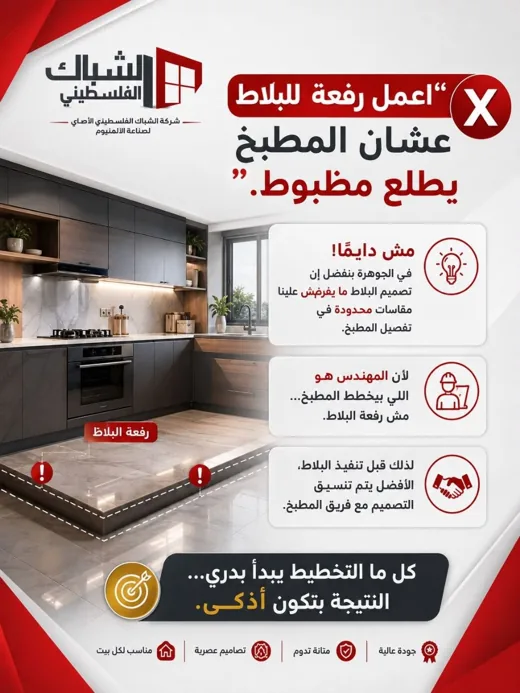 الشباك
الفلسطيني
شركة الشباك الفلسطيني الأصلي
لصناعة الالمنيوم
X
“اعمل رفعة للبلاط
عشان المطبخ
يطلع مظبوط.”
مش دايمًا!
في الجوهرة بنفضل إن
تصميم البلاط ما يفرض علينا
مقاسات محدودة في
تفصيل المطبخ.
لأن المهندس هو
اللي بيخطط المطبخ...
مش رفعة البلاط.
لذلك قبل تنفيذ البلاط،
الأفضل يتم تنسيق
التصميم مع فريق المطبخ.
رفعة البلاط
!
!
كل ما التخطيط يبدأ بدري...
النتيجة بتكون أذكى.
جودة عالية
متانة تدوم
تصاميم عصرية
مناسب لكل بيت